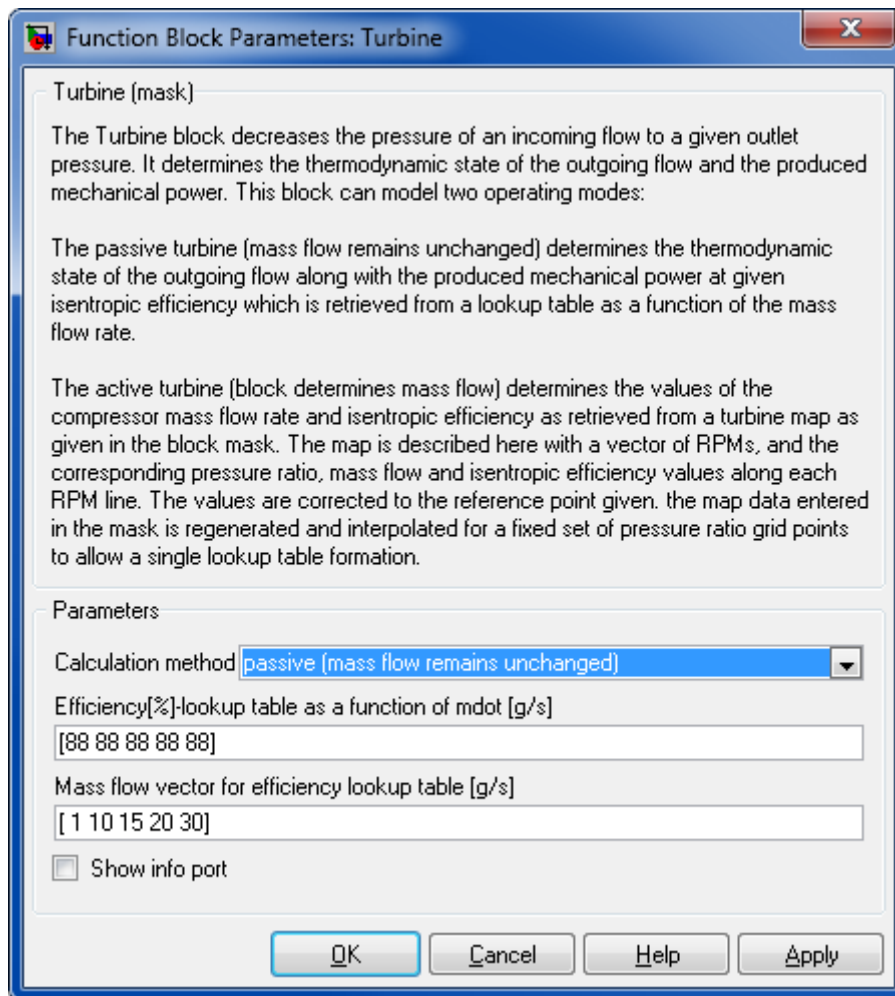 Function Block Parameters: Turbine
Turbine (mask)
The Turbine block decreases the pressure of an incoming flow to a given outlet
pressure. It determines the thermodynamic state of the outgoing flow and the produced
mechanical power. This block can model two operating modes:
The passive turbine (mass flow remains unchanged) determines the thermodynamic
state of the outgoing flow along with the produced mechanical power at given
isentropic efficiency which is retrieved from a lookup table as a function of the mass
flow rate.
The active turbine (block determines mass flow) determines the values of the
compressor mass flow rate and isentropic efficiency as retrieved from a turbine map as
given in the block mask. The map is described here with a vector of RPMs, and the
corresponding pressure ratio, mass flow and isentropic efficiency values along each
RPM line. The values are corrected to the reference point given. the map data entered
in the mask is regenerated and interpolated for a fixed set of pressure ratio grid points
to allow a single lookup table formation.
Parameters
Calculation method passive (mass flow remains unchanged)
Efficiency[%]-lookup table as a function of mdot [g/s]
[88 88 88 88 88]
Mass flow vector for efficiency lookup table [g/s]
[ 1 10 15 20 30]
Show info port
OK Cancel Help Apply